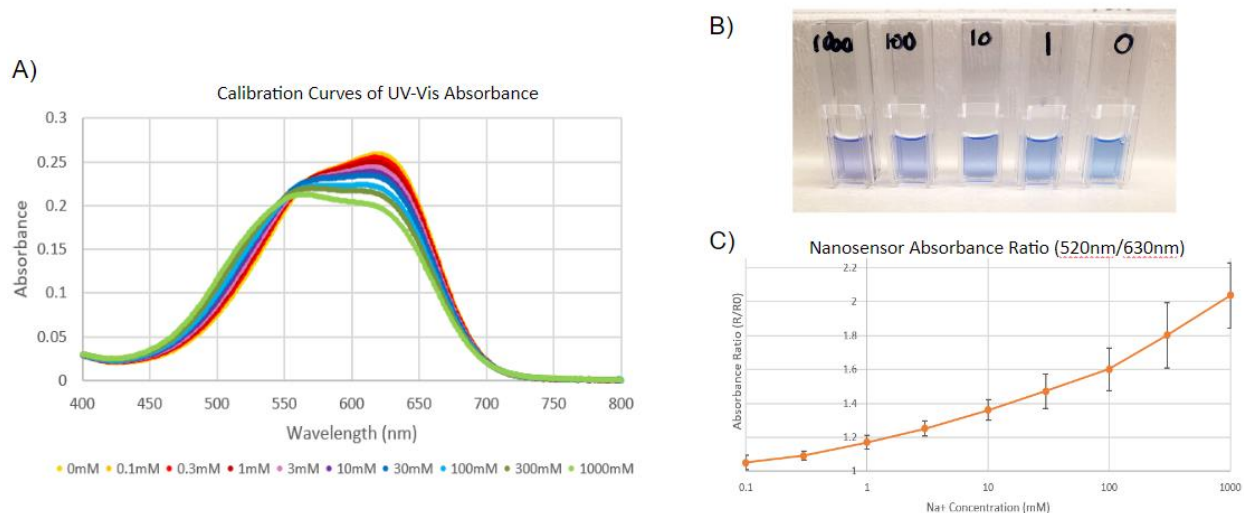 A)
Calibration Curves of UV-Vis Absorbance
Absorbance
0.3
0.25
0.2
0.15
0.1
0.05
0
400 450 500 550 600 650 700 750 800
Wavelength (nm)
0mM 0.1mM 0.3mM 1mM 3mM 10mM 30mM 100mM 300mM 1000mM
B)
1000 100 10 1 0
C)
Nanosensor Absorbance Ratio (520nm/630nm)
Absorbance Ratio (R/R0)
2.2
2
1.8
1.6
1.4
1.2
1
0.1 1 10 100 1000
Na+ Concentration (mM)